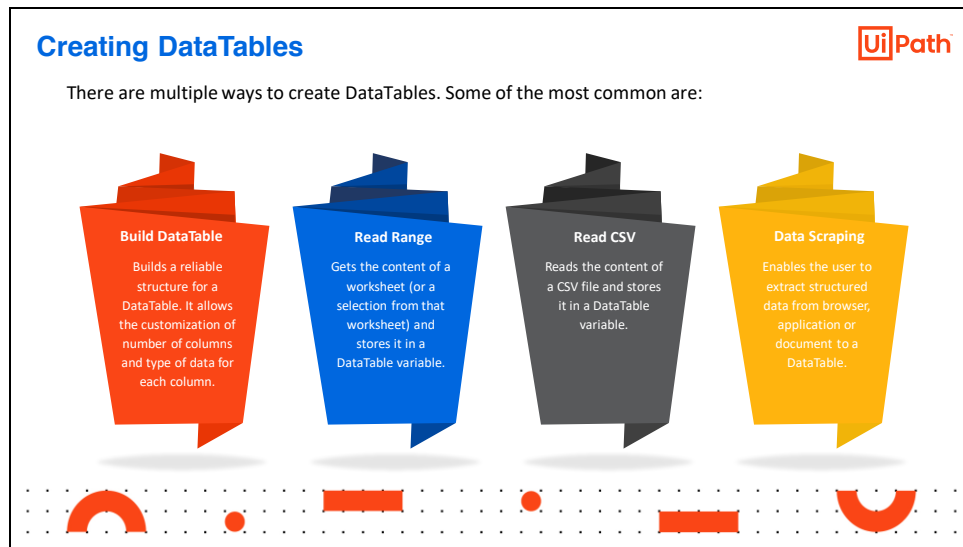 Creating DataTables
UiPath
There are multiple ways to create DataTables. Some of the most common are:
Build DataTable
Builds a reliable
structure for a
DataTable. It allows
the customization of
number of columns
and type of data for
each column.
Read Range
Gets the content of a
worksheet (or a
selection from that
worksheet) and
stores it in a
DataTable variable.
Read CSV
Reads the content of
a CSV file and stores
it in a DataTable
variable.
Data Scraping
Enables the user to
extract structured
data from browser,
application or
document to a
DataTable.